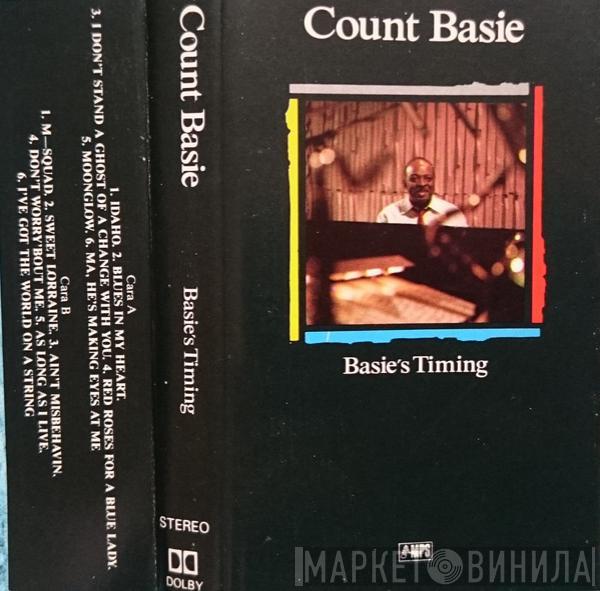 Cara A
1. IDAHO. 2. BLUES IN MY HEART.
3. I DON'T STAND A GHOST OF A CHANGE WITH YOU. 4. RED ROSES FOR A BLUE LADY.
5. MOONGLOW. 6. MA, HE'S MAKING EYES AT ME
Cara B
1. M—SQUAD. 2. SWEET LORRAINE. 3. AIN'T MISBEHAVIN.
4. DON'T WORRY 'BOUT ME. 5. AS LONG AS I LIVE.
6. I'VE GOT THE WORLD ON A STRING
Count Basie
Basie's Timing
STEREO
DOLBY
Count Basie
Basie's Timing
MPS
МАРКЕТ ВИНИЛА